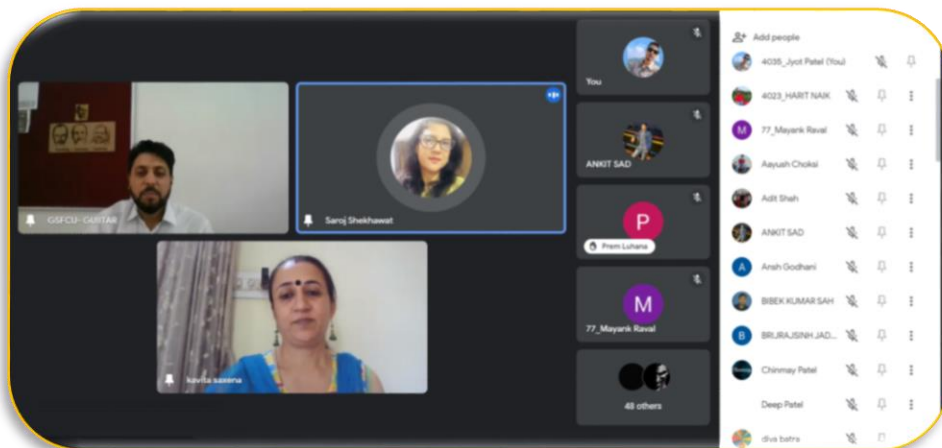 GSFCU- GUIITAR
Saroj Shekhawat
kavita saxena
You
ANKIT SAD
P
Prem Luhana
M
77_Mayank Raval
48 others
Add people
4035_Jyot Patel (You)
4023_HARIT NAIK
M
77_Mayank Raval
Aayush Choksi
Adit Shah
ANKIT SAD
A
Ansh Godhani
BIBEK KUMAR SAH
B
BRIJRAJSINH JAD...
Chinmay Patel
Deep Patel
diva batra